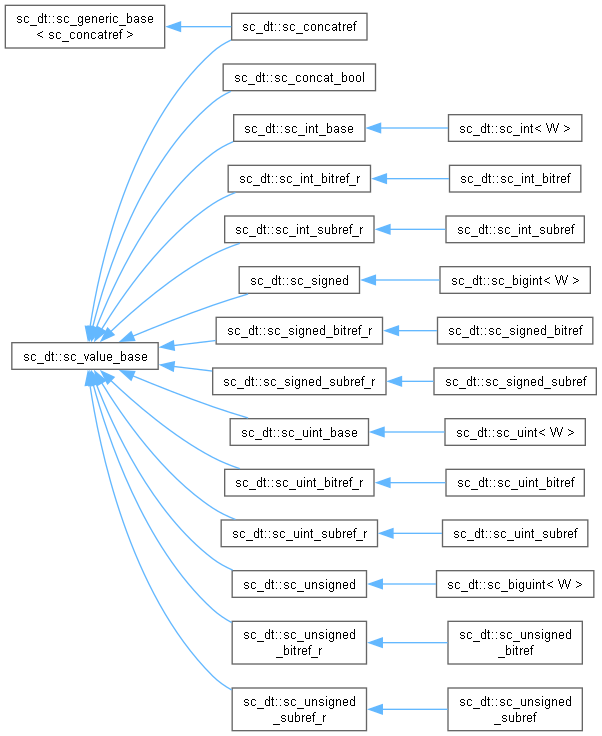 sc_dt::sc_generic_base
< sc_concatref >
sc_dt::sc_concatref
sc_dt::sc_concat_bool
sc_dt::sc_int_base
sc_dt::sc_int< W >
sc_dt::sc_int_bitref_r
sc_dt::sc_int_bitref
sc_dt::sc_int_subref_r
sc_dt::sc_int_subref
sc_dt::sc_signed
sc_dt::sc_bigint< W >
sc_dt::sc_signed_bitref_r
sc_dt::sc_signed_bitref
sc_dt::sc_value_base
sc_dt::sc_signed_subref_r
sc_dt::sc_signed_subref
sc_dt::sc_uint_base
sc_dt::sc_uint< W >
sc_dt::sc_uint_bitref_r
sc_dt::sc_uint_bitref
sc_dt::sc_uint_subref_r
sc_dt::sc_uint_subref
sc_dt::sc_unsigned
sc_dt::sc_biguint< W >
sc_dt::sc_unsigned
_bitref_r
sc_dt::sc_unsigned
_bitref
sc_dt::sc_unsigned
_subref_r
sc_dt::sc_unsigned
_subref